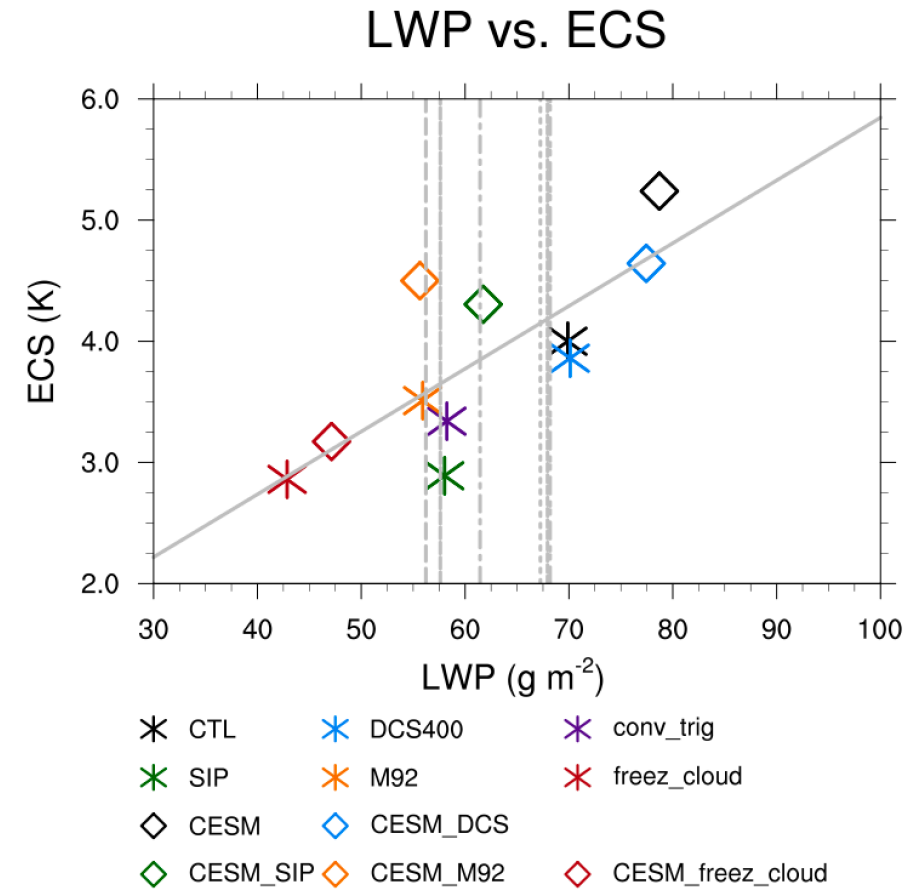 LWP vs. ECS
6.0
5.0
4.0
3.0
2.0
ECS (K)
30 40 50 60 70 80 90 100
LWP (g m⁻²)
CTL DCS400 conv_trig
SIP M92 freez_cloud
CESM CESM_DCS
CESM_SIP CESM_M92 CESM_freez_cloud